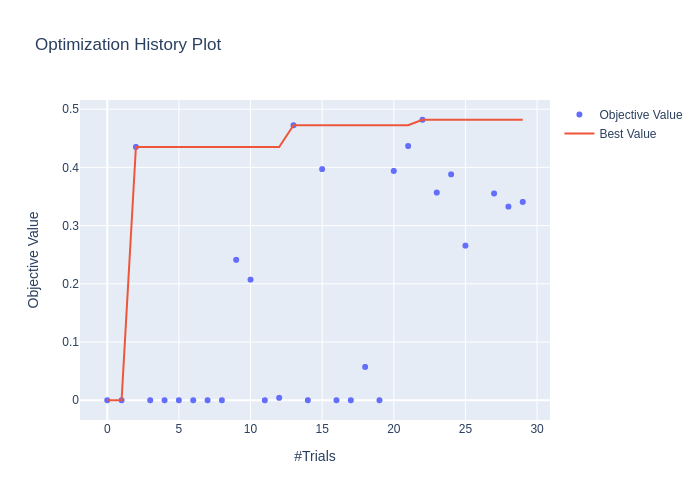 Optimization History Plot
Objective Value
Best Value
0.5
0.4
0.3
0.2
0.1
0
0 5 10 15 20 25 30
#Trials
Objective Value